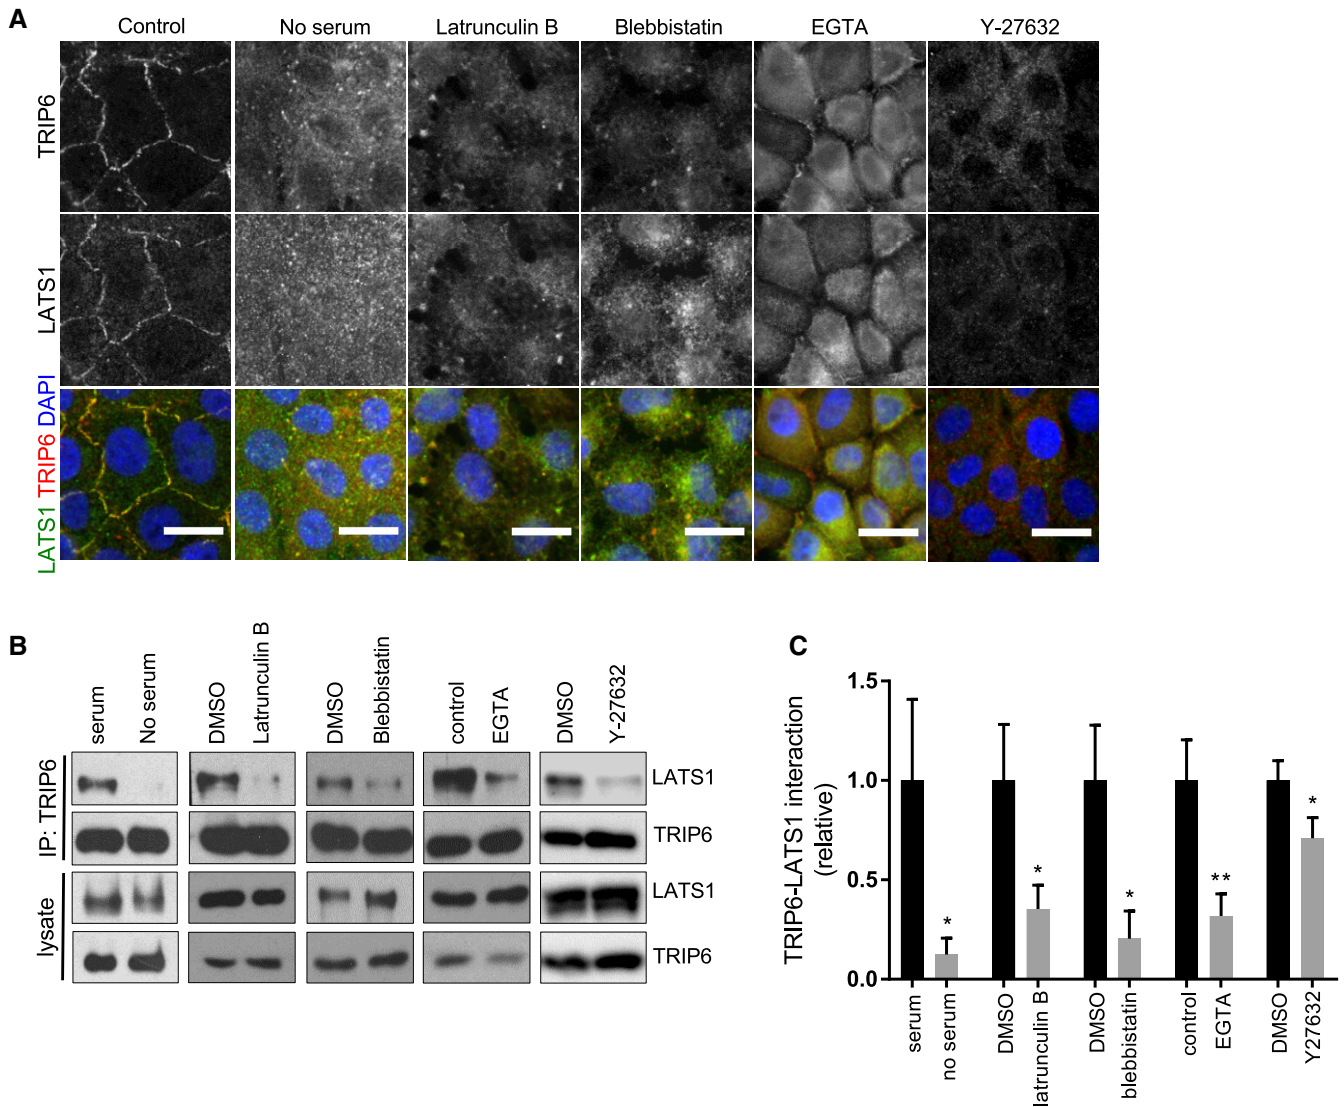 A
Control No serum Latrunculin B Blebbistatin EGTA Y-27632
TRIP6
LATS1
LATS1 TRIP6 DAPI
B
serum No serum DMSO Latrunculin B DMSO Blebbistatin control EGTA DMSO Y-27632
IP: TRIP6
LATS1
TRIP6
lysate
LATS1
TRIP6
C
TRIP6-LATS1 interaction
(relative)
1.5
1.0
0.5
0.0
* * * ** *
serum no serum DMSO latrunculin B DMSO blebbistatin control EGTA DMSO Y27632